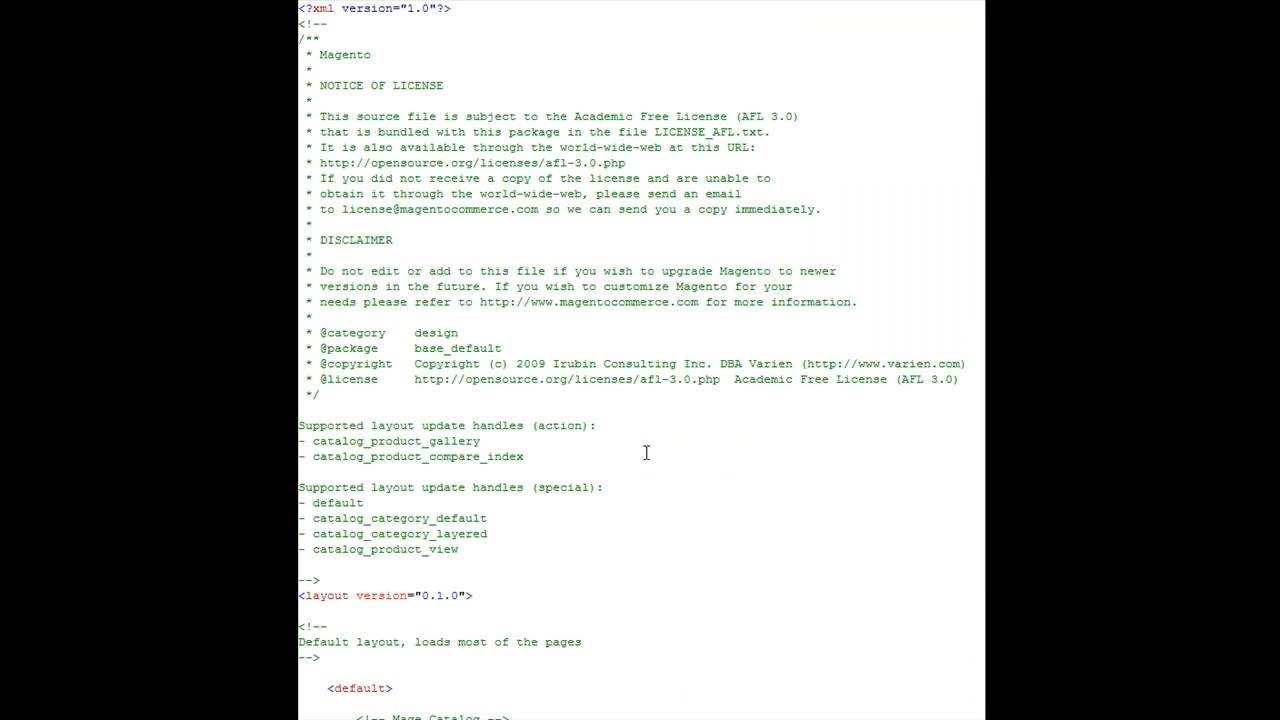 <?xml version="1.0"?>
<!--
/**
 * Magento
 *
 * NOTICE OF LICENSE
 *
 * This source file is subject to the Academic Free License (AFL 3.0)
 * that is bundled with this package in the file LICENSE_AFL.txt.
 * It is also available through the world-wide-web at this URL:
 * http://opensource.org/licenses/afl-3.0.php
 * If you did not receive a copy of the license and are unable to
 * obtain it through the world-wide-web, please send an email
 * to license@magentocommerce.com so we can send you a copy immediately.
 *
 * DISCLAIMER
 *
 * Do not edit or add to this file if you wish to upgrade Magento to newer
 * versions in the future. If you wish to customize Magento for your
 * needs please refer to http://www.magentocommerce.com for more information.
 *
 * @category    design
 * @package     base_default
 * @copyright   Copyright (c) 2009 Irubin Consulting Inc. DBA Varien (http://www.varien.com)
 * @license     http://opensource.org/licenses/afl-3.0.php  Academic Free License (AFL 3.0)
 */

Supported layout update handles (action):
- catalog_product_gallery
- catalog_product_compare_index

Supported layout update handles (special):
- default
- catalog_category_default
- catalog_category_layered
- catalog_product_view

-->
<layout version="0.1.0">

<!--
Default layout, loads most of the pages
-->

    <default>

        <!-- Mage_Catalog -->